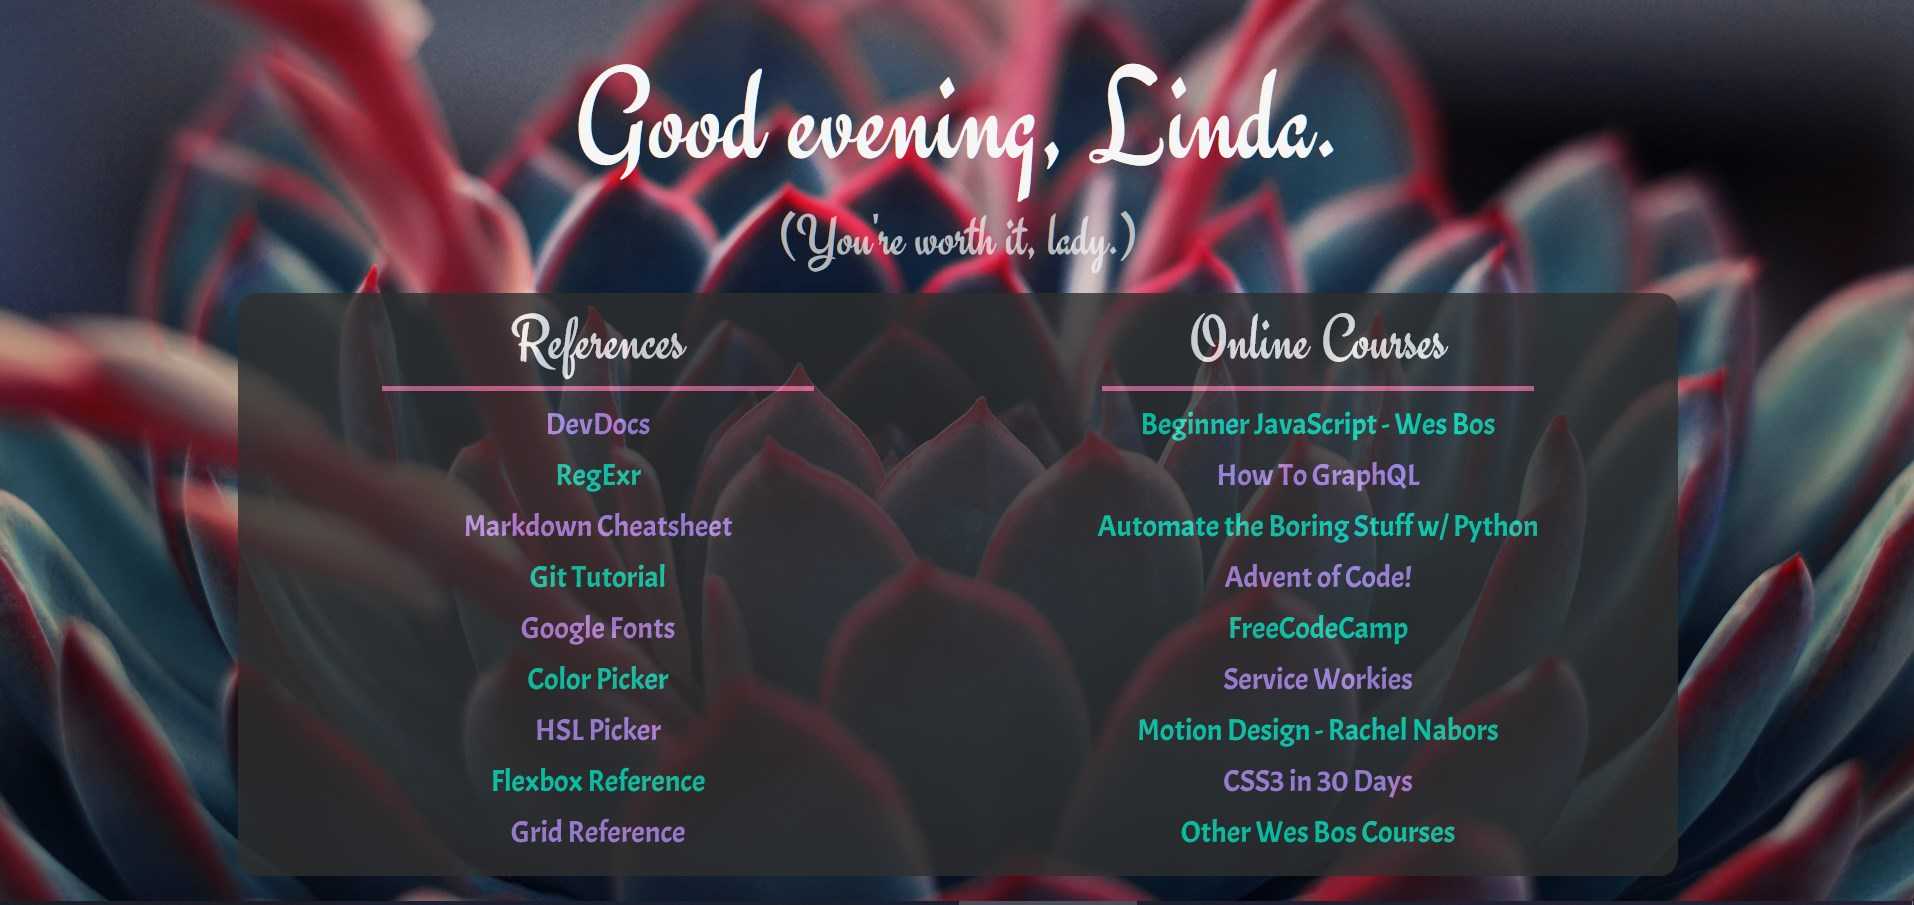 Good evening, Linda.
(You're worth it, lady.)
References
DevDocs
RegExr
Markdown Cheatsheet
Git Tutorial
Google Fonts
Color Picker
HSL Picker
Flexbox Reference
Grid Reference
Online Courses
Beginner JavaScript - Wes Bos
How To GraphQL
Automate the Boring Stuff w/ Python
Advent of Code!
FreeCodeCamp
Service Workies
Motion Design - Rachel Nabors
CSS3 in 30 Days
Other Wes Bos Courses